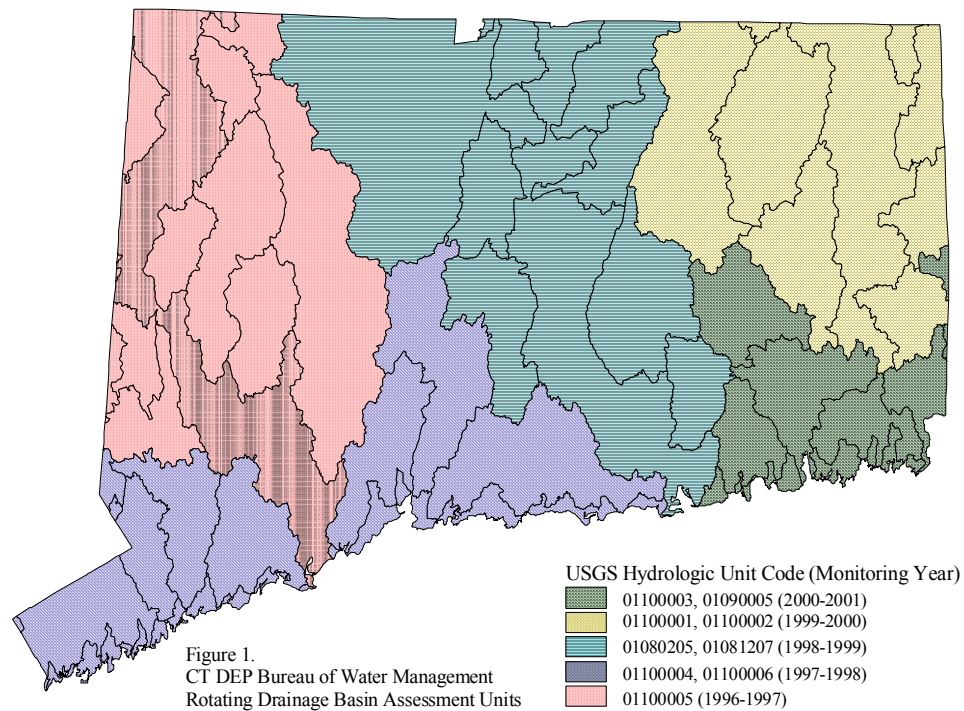 USGS Hydrologic Unit Code (Monitoring Year)
01100003, 01090005 (2000-2001)
01100001, 01100002 (1999-2000)
01080205, 01081207 (1998-1999)
01100004, 01100006 (1997-1998)
01100005 (1996-1997)
Figure 1.
CT DEP Bureau of Water Management
Rotating Drainage Basin Assessment Units